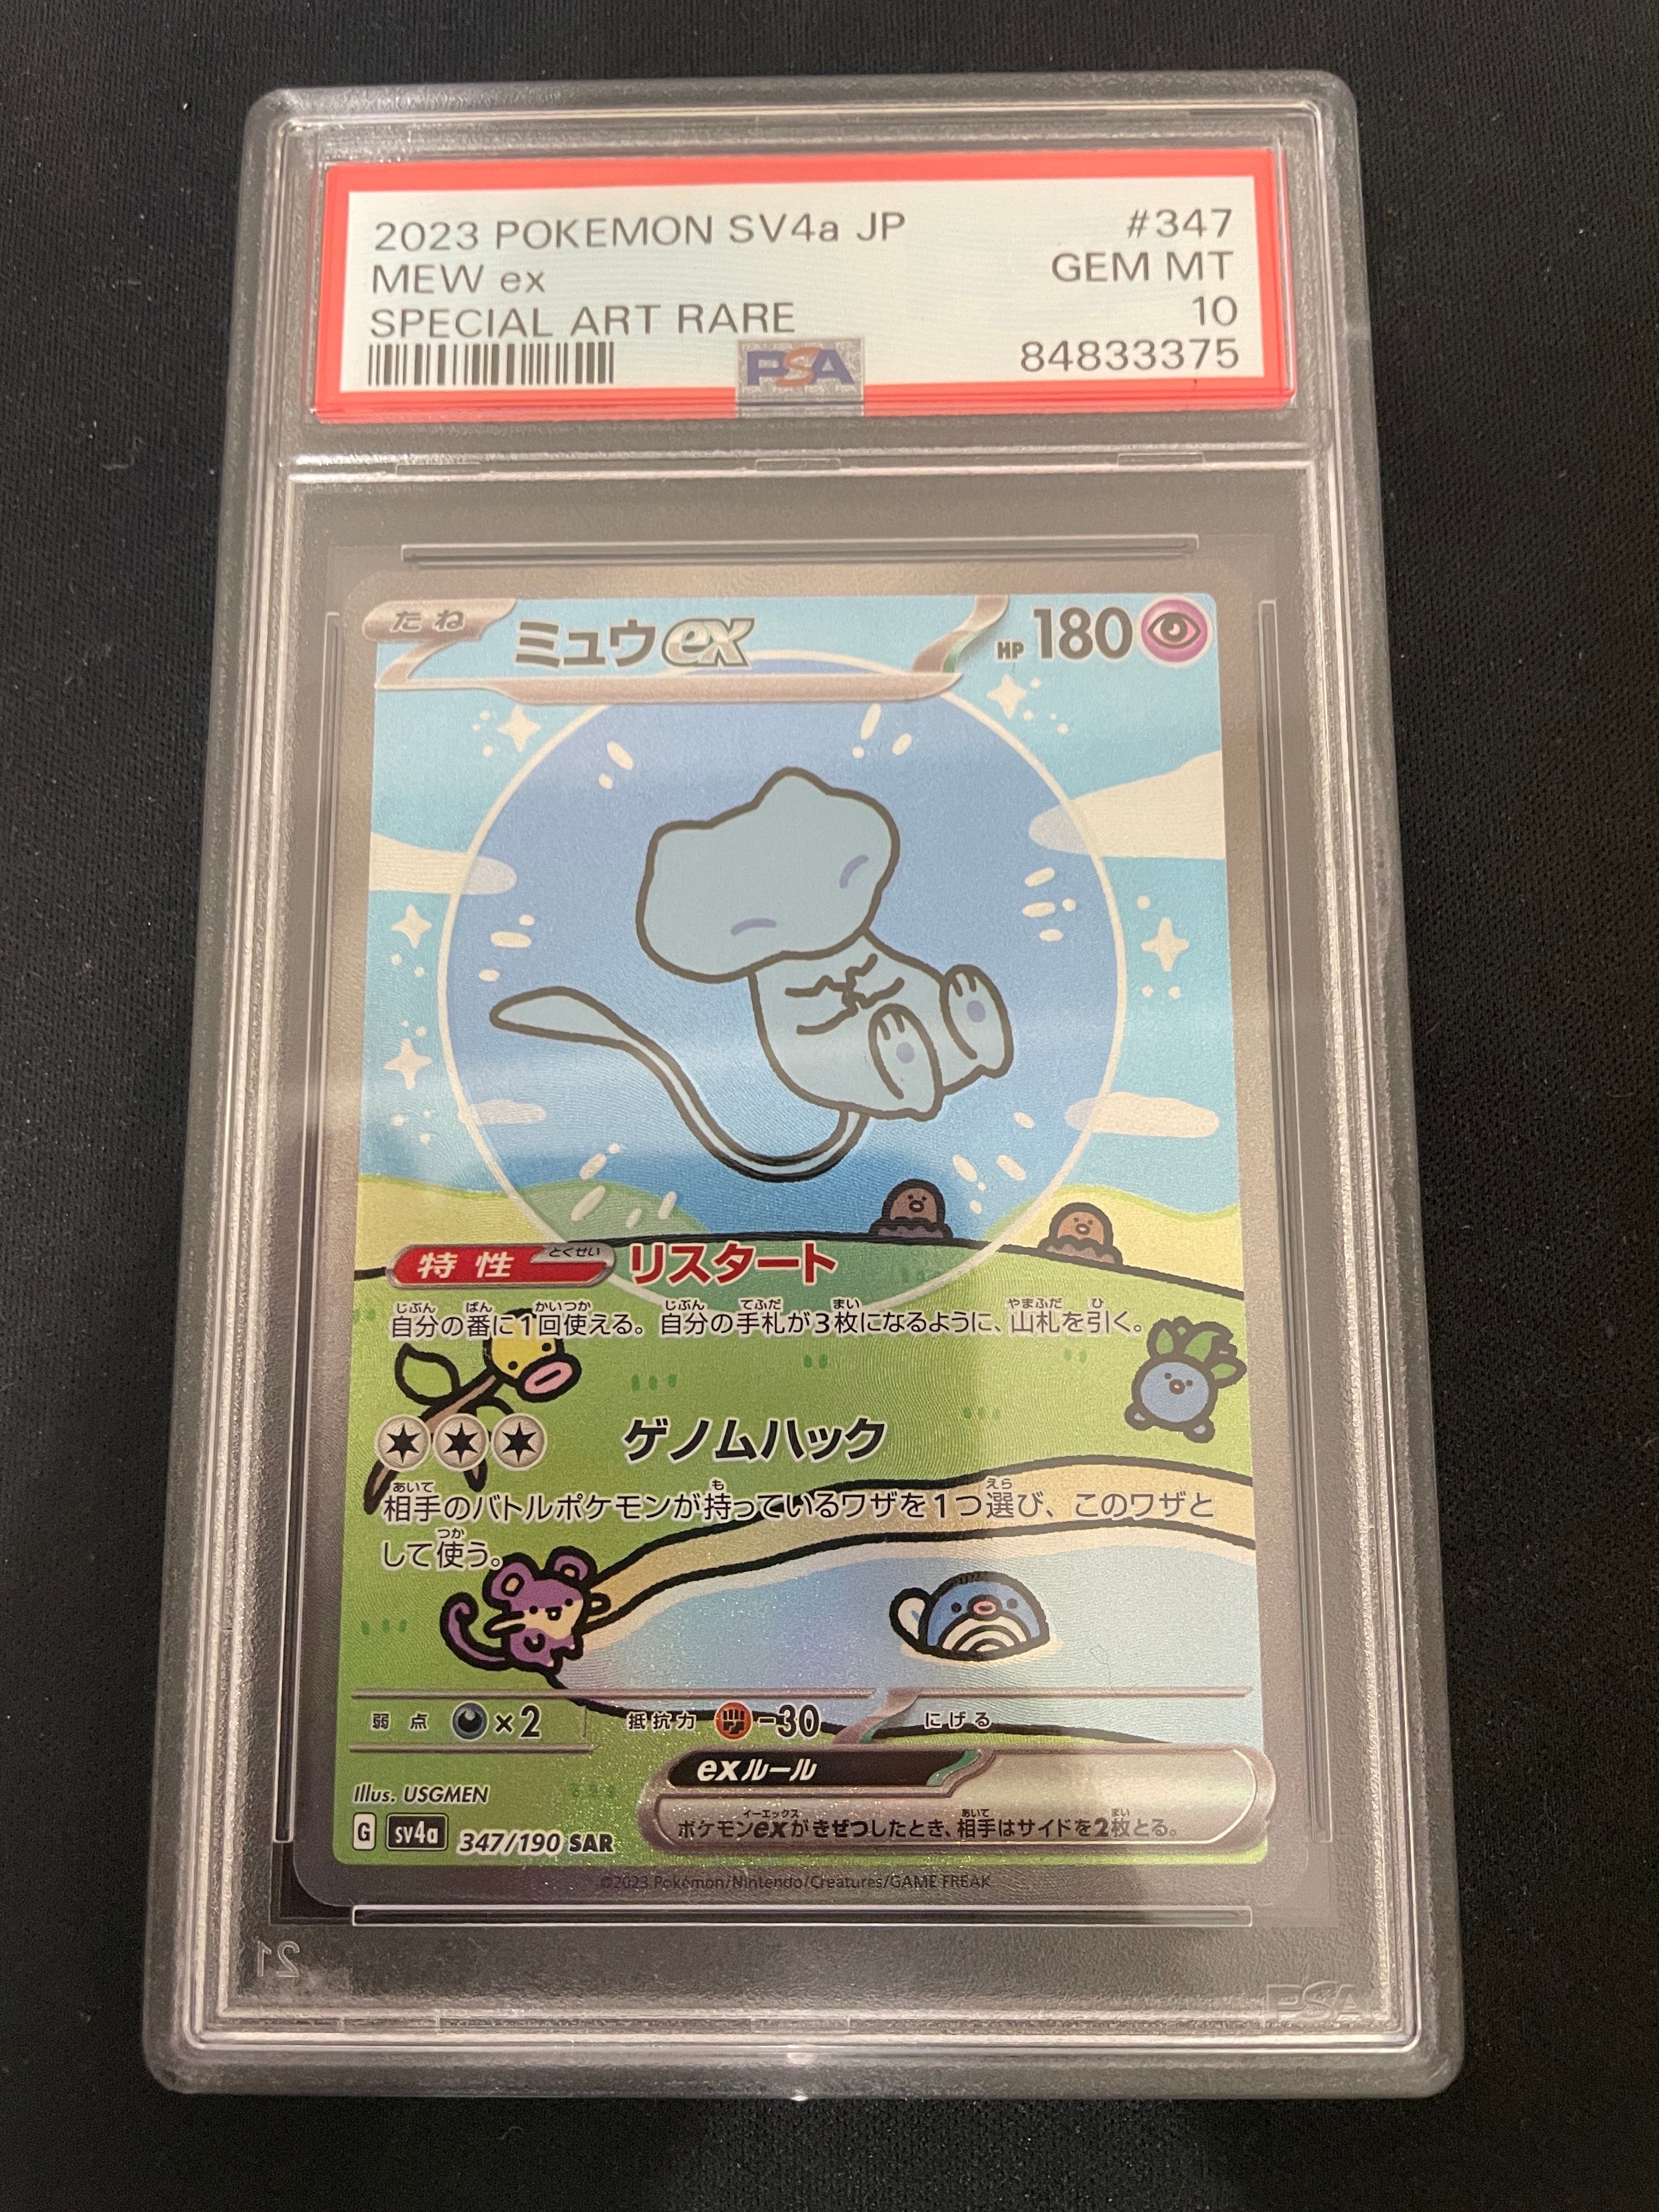 2023 POKEMON SV4a JP #347
MEW ex GEM MT
SPECIAL ART RARE 10
PSA 84833375
たね ミュウex HP 180
特性 とくせい リスタート
じぶん ばん かいつか じぶん てふだ まい やまふだ ひ
自分の番に1回使える。自分の手札が3枚になるように、山札を引く。
ゲノムハック
あいて も えら
相手のバトルポケモンが持っているワザを1つ選び、このワザと
つか
して使う。
弱点 ×2 抵抗力 -30 にげる
exルール
イーエックス あいて まい
ポケモンexがきぜつしたとき、相手はサイドを2枚とる。
Illus. USGMEN
G sv4a 347/190 SAR
©2023 Pokémon/Nintendo/Creatures/GAME FREAK
21
PSA